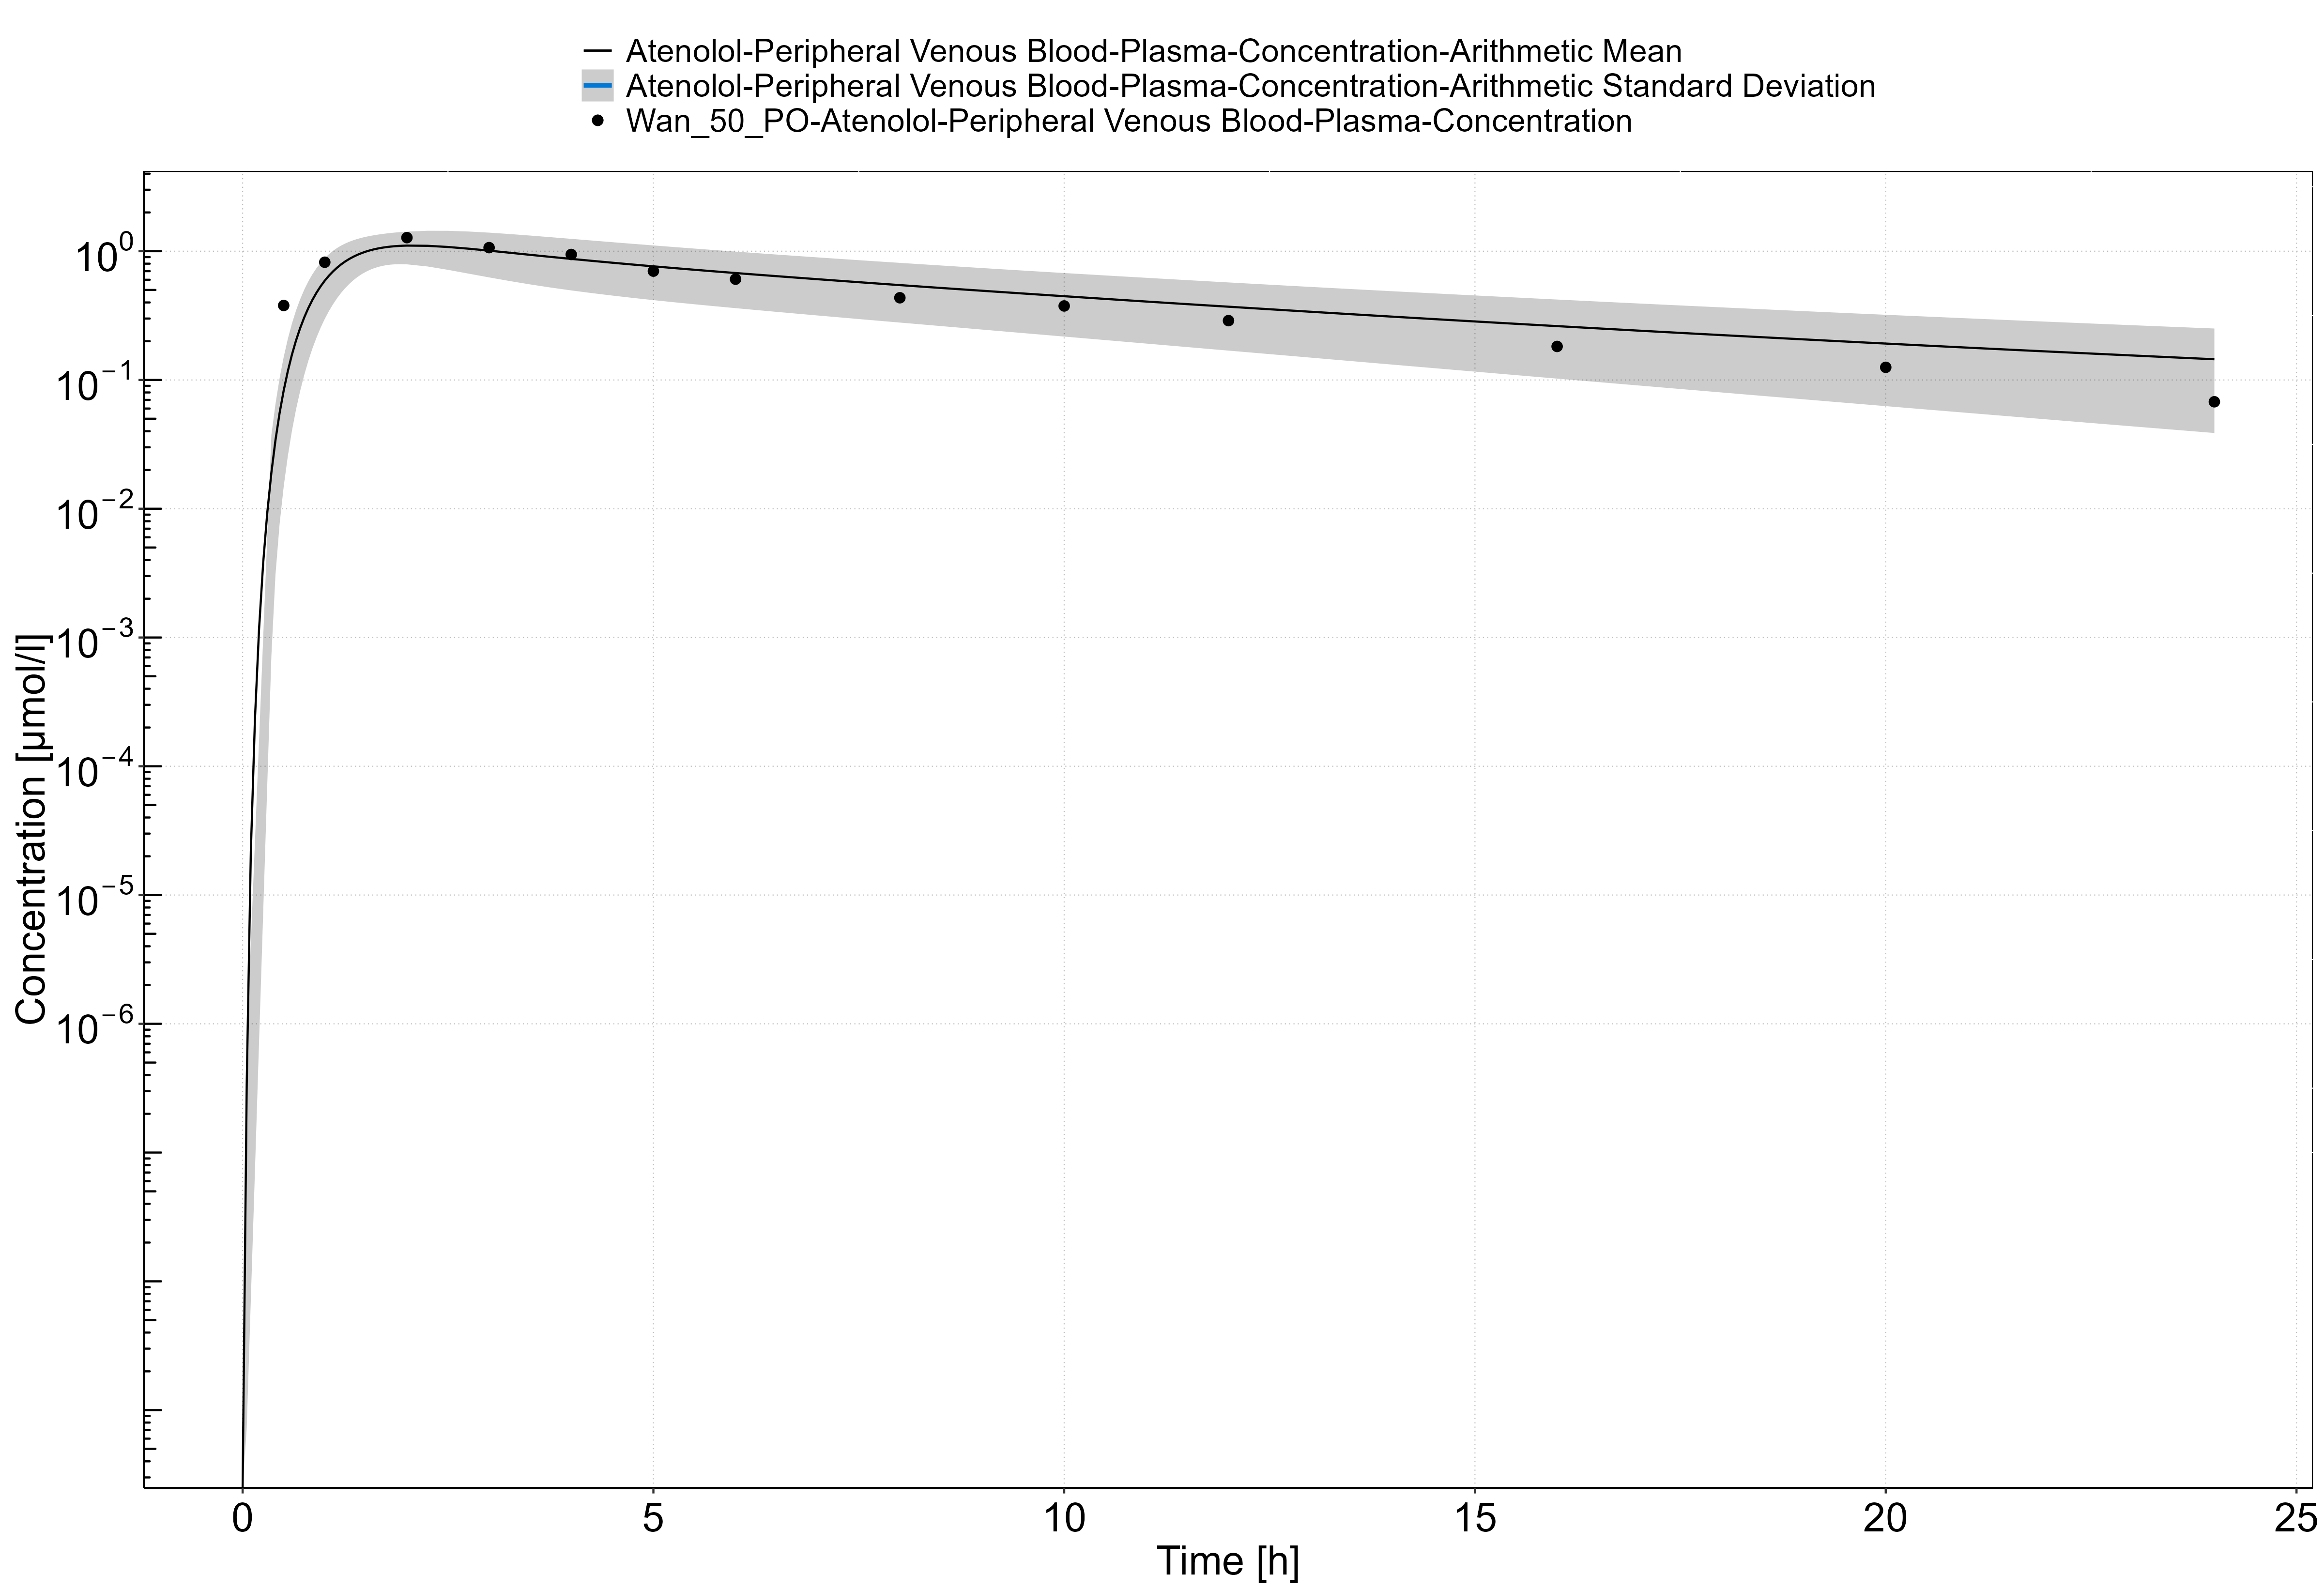 Atenolol-Peripheral Venous Blood-Plasma-Concentration-Arithmetic Mean
Atenolol-Peripheral Venous Blood-Plasma-Concentration-Arithmetic Standard Deviation
Wan_50_PO-Atenolol-Peripheral Venous Blood-Plasma-Concentration
10⁰
10⁻¹
10⁻²
10⁻³
10⁻⁴
10⁻⁵
10⁻⁶
Concentration [µmol/l]
0 5 10 15 20 25
Time [h]